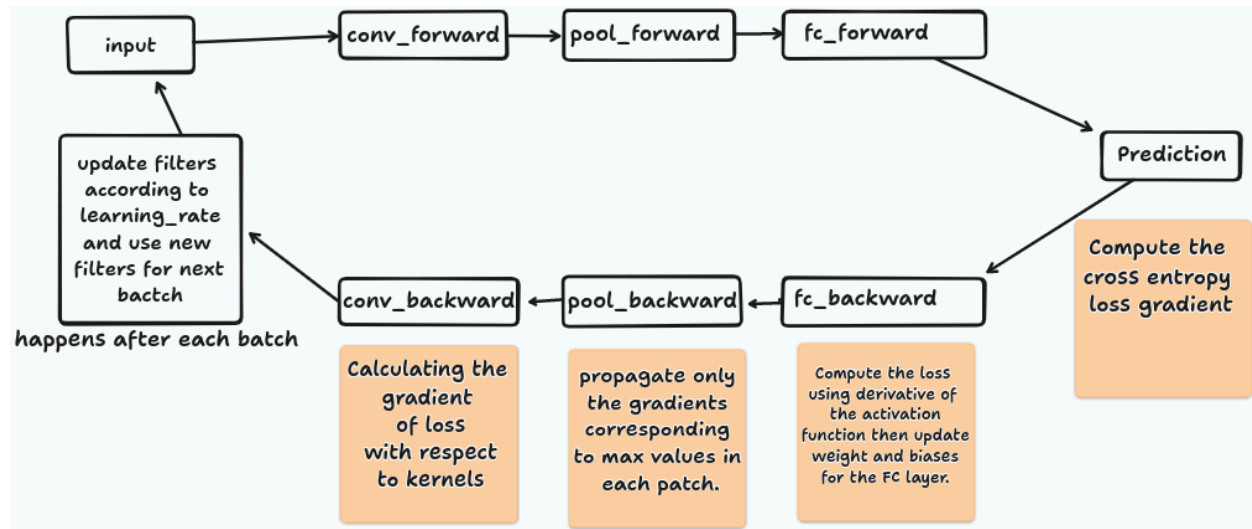 input
conv_forward
pool_forward
fc_forward
Prediction
Compute the
cross entropy
loss gradient
update filters
according to
learning_rate
and use new
filters for next
bactch
happens after each batch
conv_backward
pool_backward
fc_backward
Calculating the
gradient
of loss
with respect
to kernels
propagate only
the gradients
corresponding
to max values in
each patch.
Compute the loss
using derivative of
the activation
function then update
weight and biases
for the FC layer.